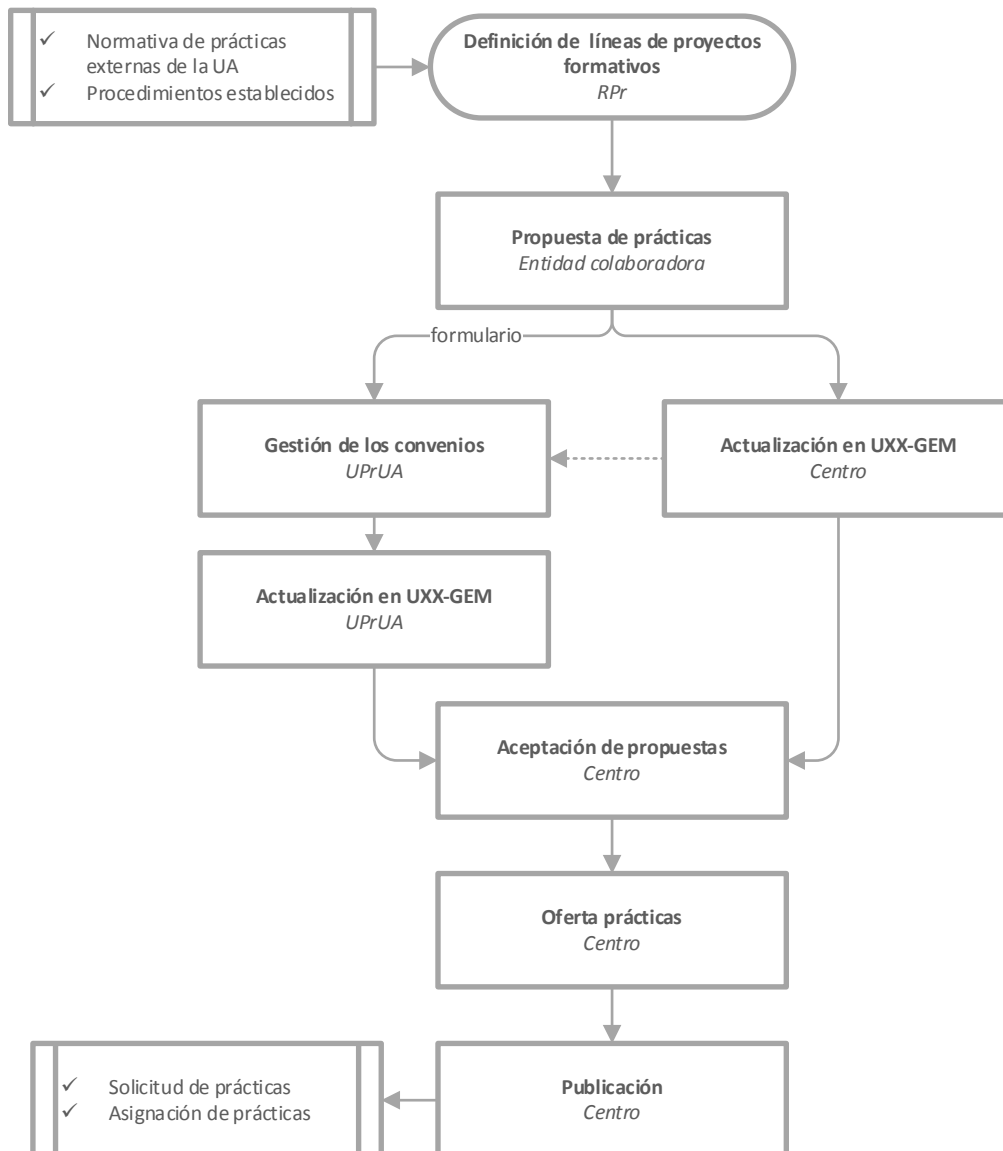 ✓ Normativa de prácticas
externas de la UA
✓ Procedimientos establecidos
Definición de líneas de proyectos
formativos
RPr
Propuesta de prácticas
Entidad colaboradora
formulario
Gestión de los convenios
UPrUA
Actualización en UXX-GEM
Centro
Actualización en UXX-GEM
UPrUA
Aceptación de propuestas
Centro
Oferta prácticas
Centro
✓ Solicitud de prácticas
✓ Asignación de prácticas
Publicación
Centro